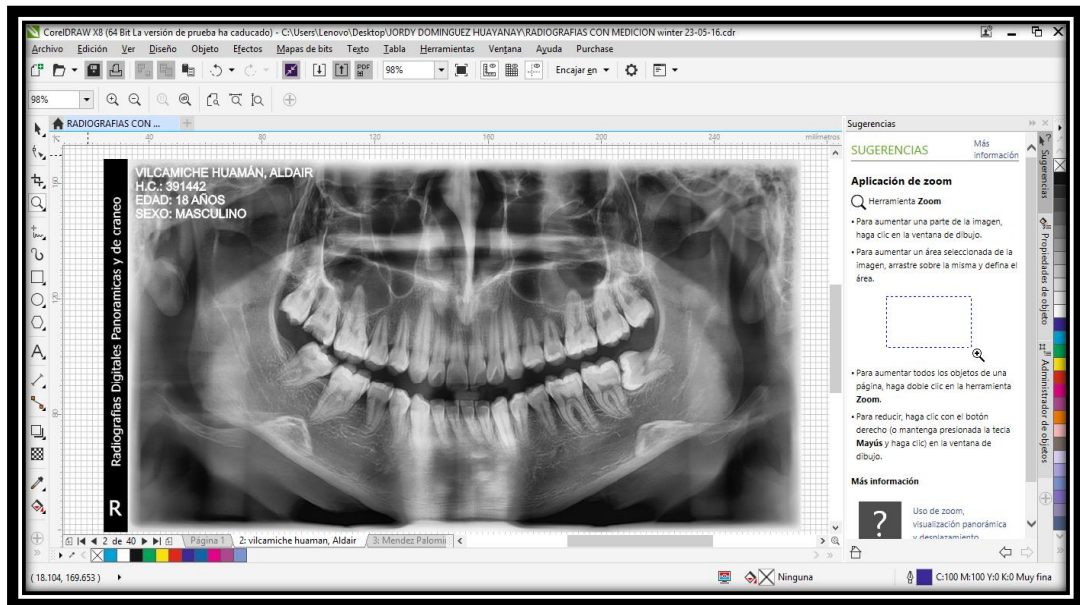 CorelDRAW X8 (64 Bit La versión de prueba ha caducado) - C:\Users\Lenovo\Desktop\JORDY DOMINGUEZ HUAYANAY\RADIOGRAFIAS CON MEDICION winter 23-05-16.cdr
Archivo Edición Ver Diseño Objeto Efectos Mapas de bits Texto Tabla Herramientas Ventana Ayuda Purchase
PDF 98% Encajar en
98%
RADIOGRAFIAS CON ...
40 80 120 160 200 240 milímetros
160
120
80
VILCAMICHE HUAMÁN, ALDAIR
H.C.: 391442
EDAD: 18 AÑOS
SEXO: MASCULINO
Radiografias Digitales Panoramicas y de craneo
R
Sugerencias
SUGERENCIAS
Más información
Aplicación de zoom
Herramienta Zoom
• Para aumentar una parte de la imagen,
haga clic en la ventana de dibujo.
• Para aumentar un área seleccionada de la
imagen, arrastre sobre la misma y defina el
área.
• Para aumentar todos los objetos de una
página, haga doble clic en la herramienta
Zoom.
• Para reducir, haga clic con el botón
derecho (o mantenga presionada la tecla
Mayús y haga clic) en la ventana de
dibujo.
Más información
?
Uso de zoom,
visualización panorámica
y desplazamiento
Sugerencias
Propiedades de objeto
Administrador de objetos
2 de 40 Página 1 2: vilcamiche huaman, Aldair 3: Mendez Palomi
( 18.104, 169.653 ) Ninguna C:100 M:100 Y:0 K:0 Muy fina